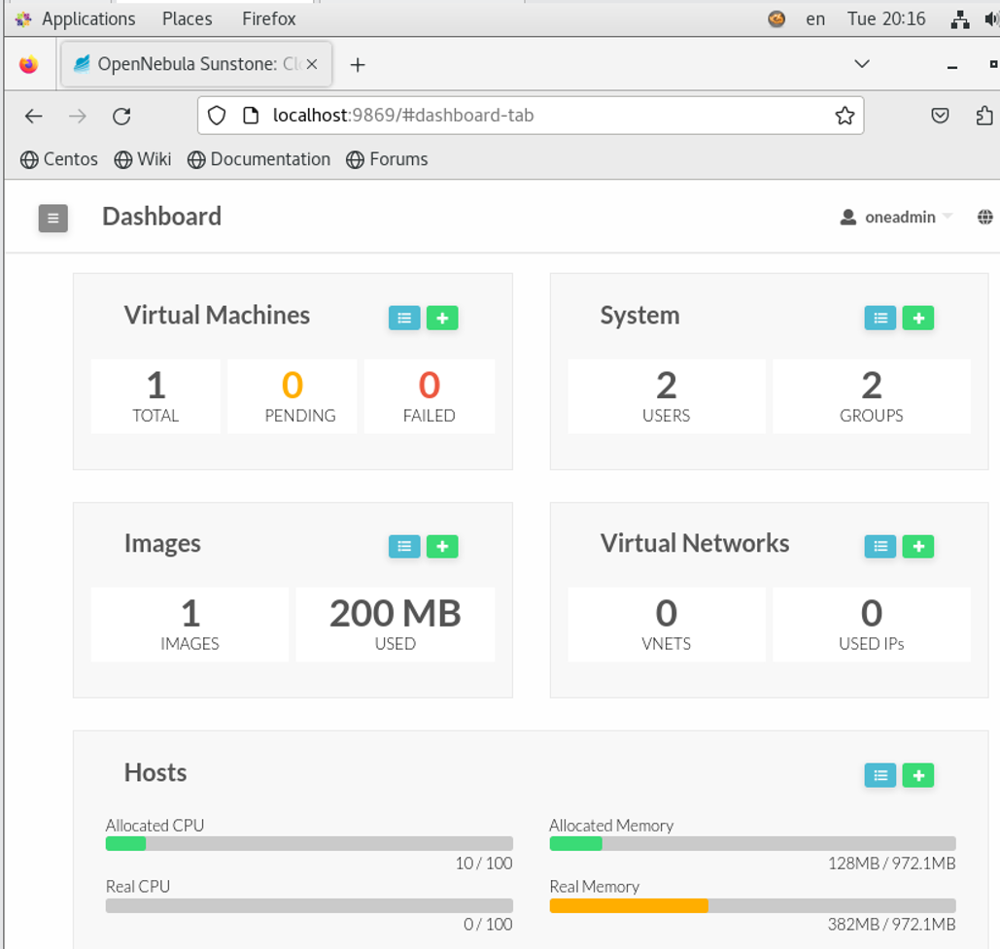 Applications Places Firefox en Tue 20:16
OpenNebula Sunstone: Cl
localhost:9869/#dashboard-tab
Centos Wiki Documentation Forums
Dashboard oneadmin
Virtual Machines
1 0 0
TOTAL PENDING FAILED
System
2 2
USERS GROUPS
Images
1 200 MB
IMAGES USED
Virtual Networks
0 0
VNETS USED IPs
Hosts
Allocated CPU
10 / 100
Real CPU
0 / 100
Allocated Memory
128MB / 972.1MB
Real Memory
382MB / 972.1MB